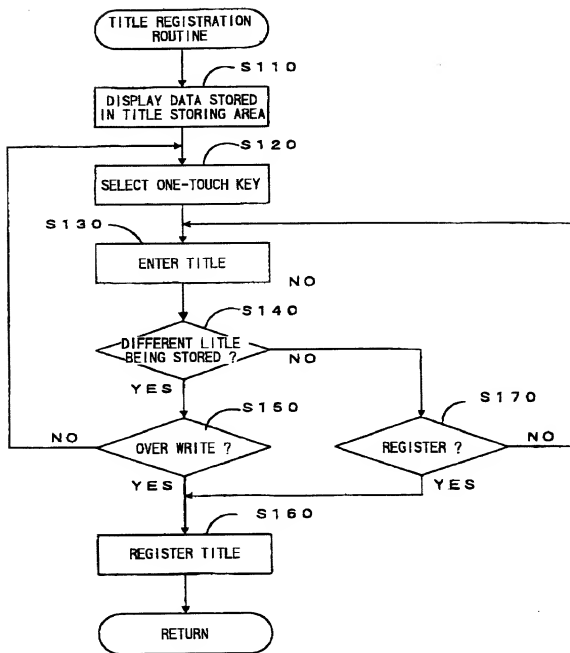 TITLE REGISTRATION
ROUTINE
S110
DISPLAY DATA STORED
IN TITLE STORING AREA
S120
SELECT ONE-TOUCH KEY
S130
ENTER TITLE
NO
S140
DIFFERENT LITLE
BEING STORED ?
NO
YES
S150
S170
NO
OVER WRITE ?
REGISTER ?
NO
YES
YES
S160
REGISTER TITLE
RETURN